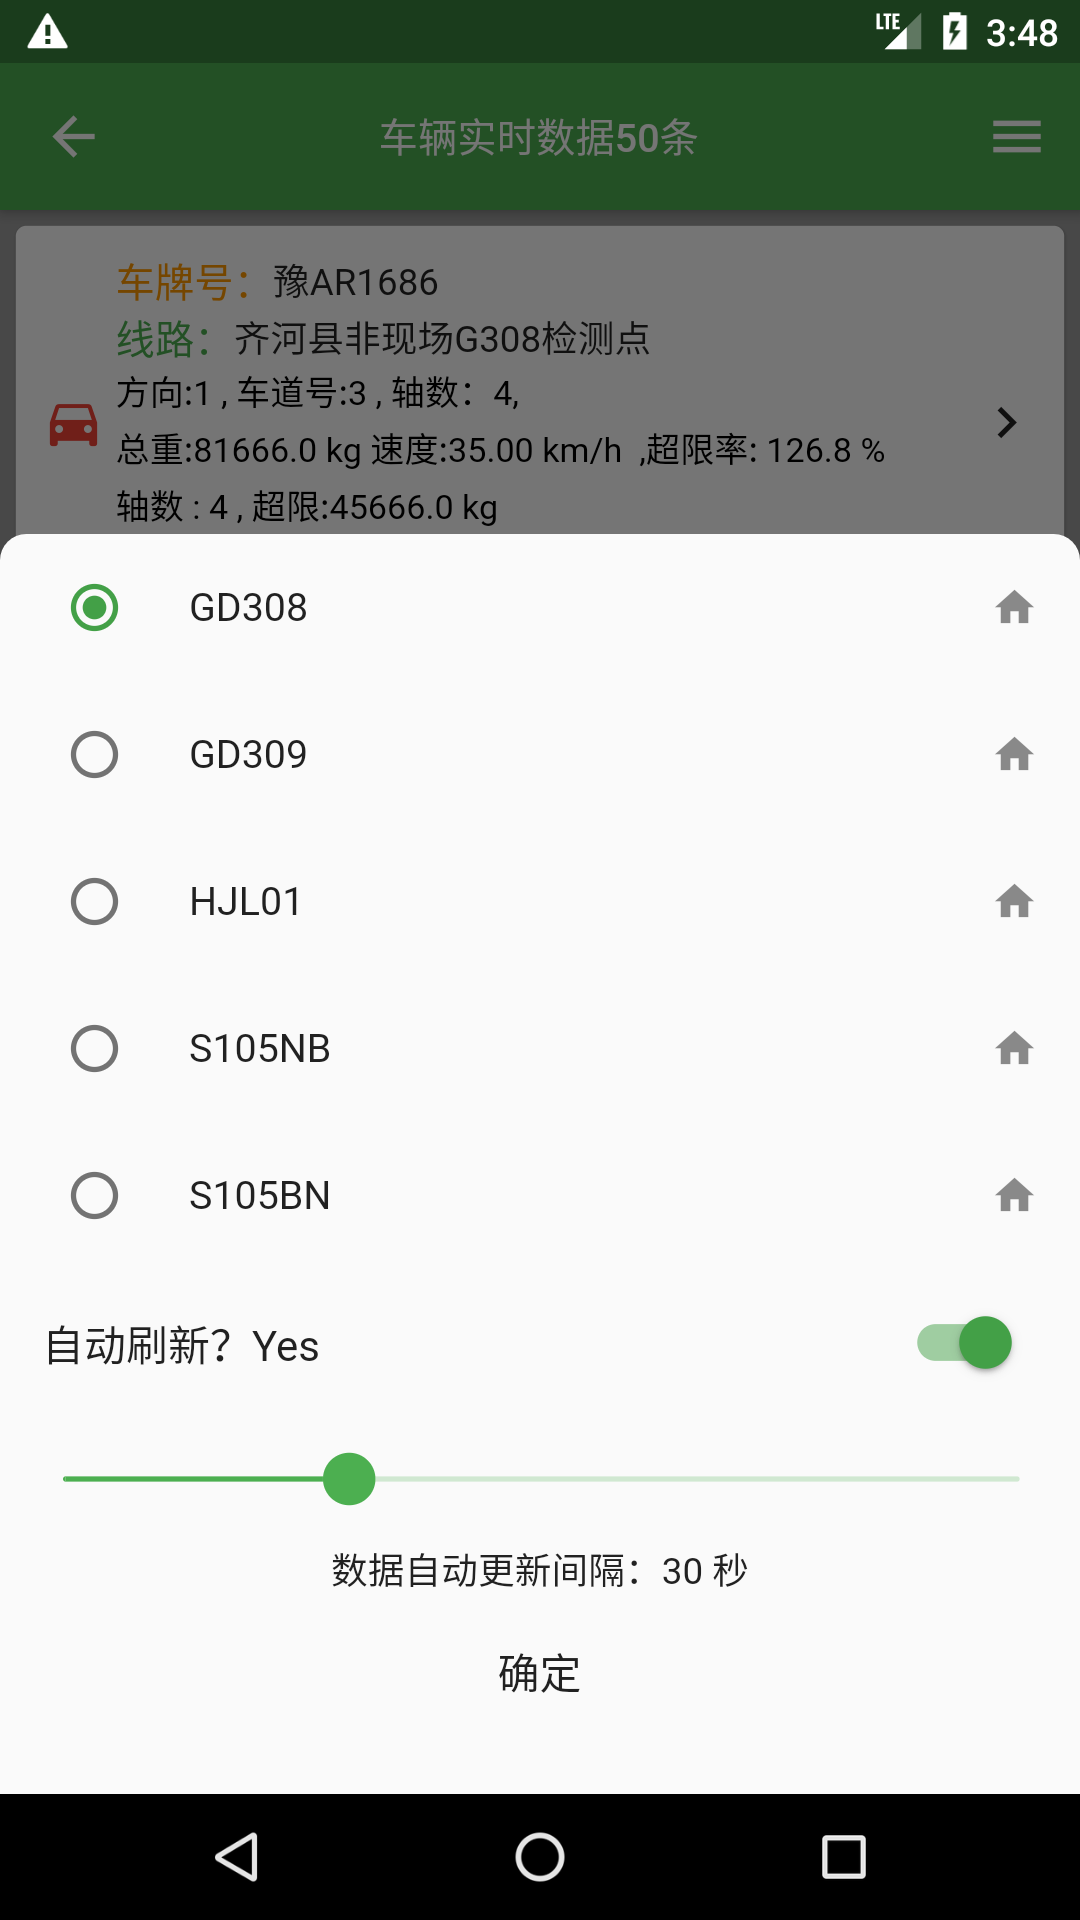 LTE 3:48
车辆实时数据50条
车牌号：豫AR1686
线路：齐河县非现场G308检测点
方向:1 , 车道号:3 , 轴数：4,
总重:81666.0 kg 速度:35.00 km/h ,超限率: 126.8 %
轴数 : 4 , 超限:45666.0 kg
GD308
GD309
HJL01
S105NB
S105BN
自动刷新？Yes
数据自动更新间隔：30 秒
确定